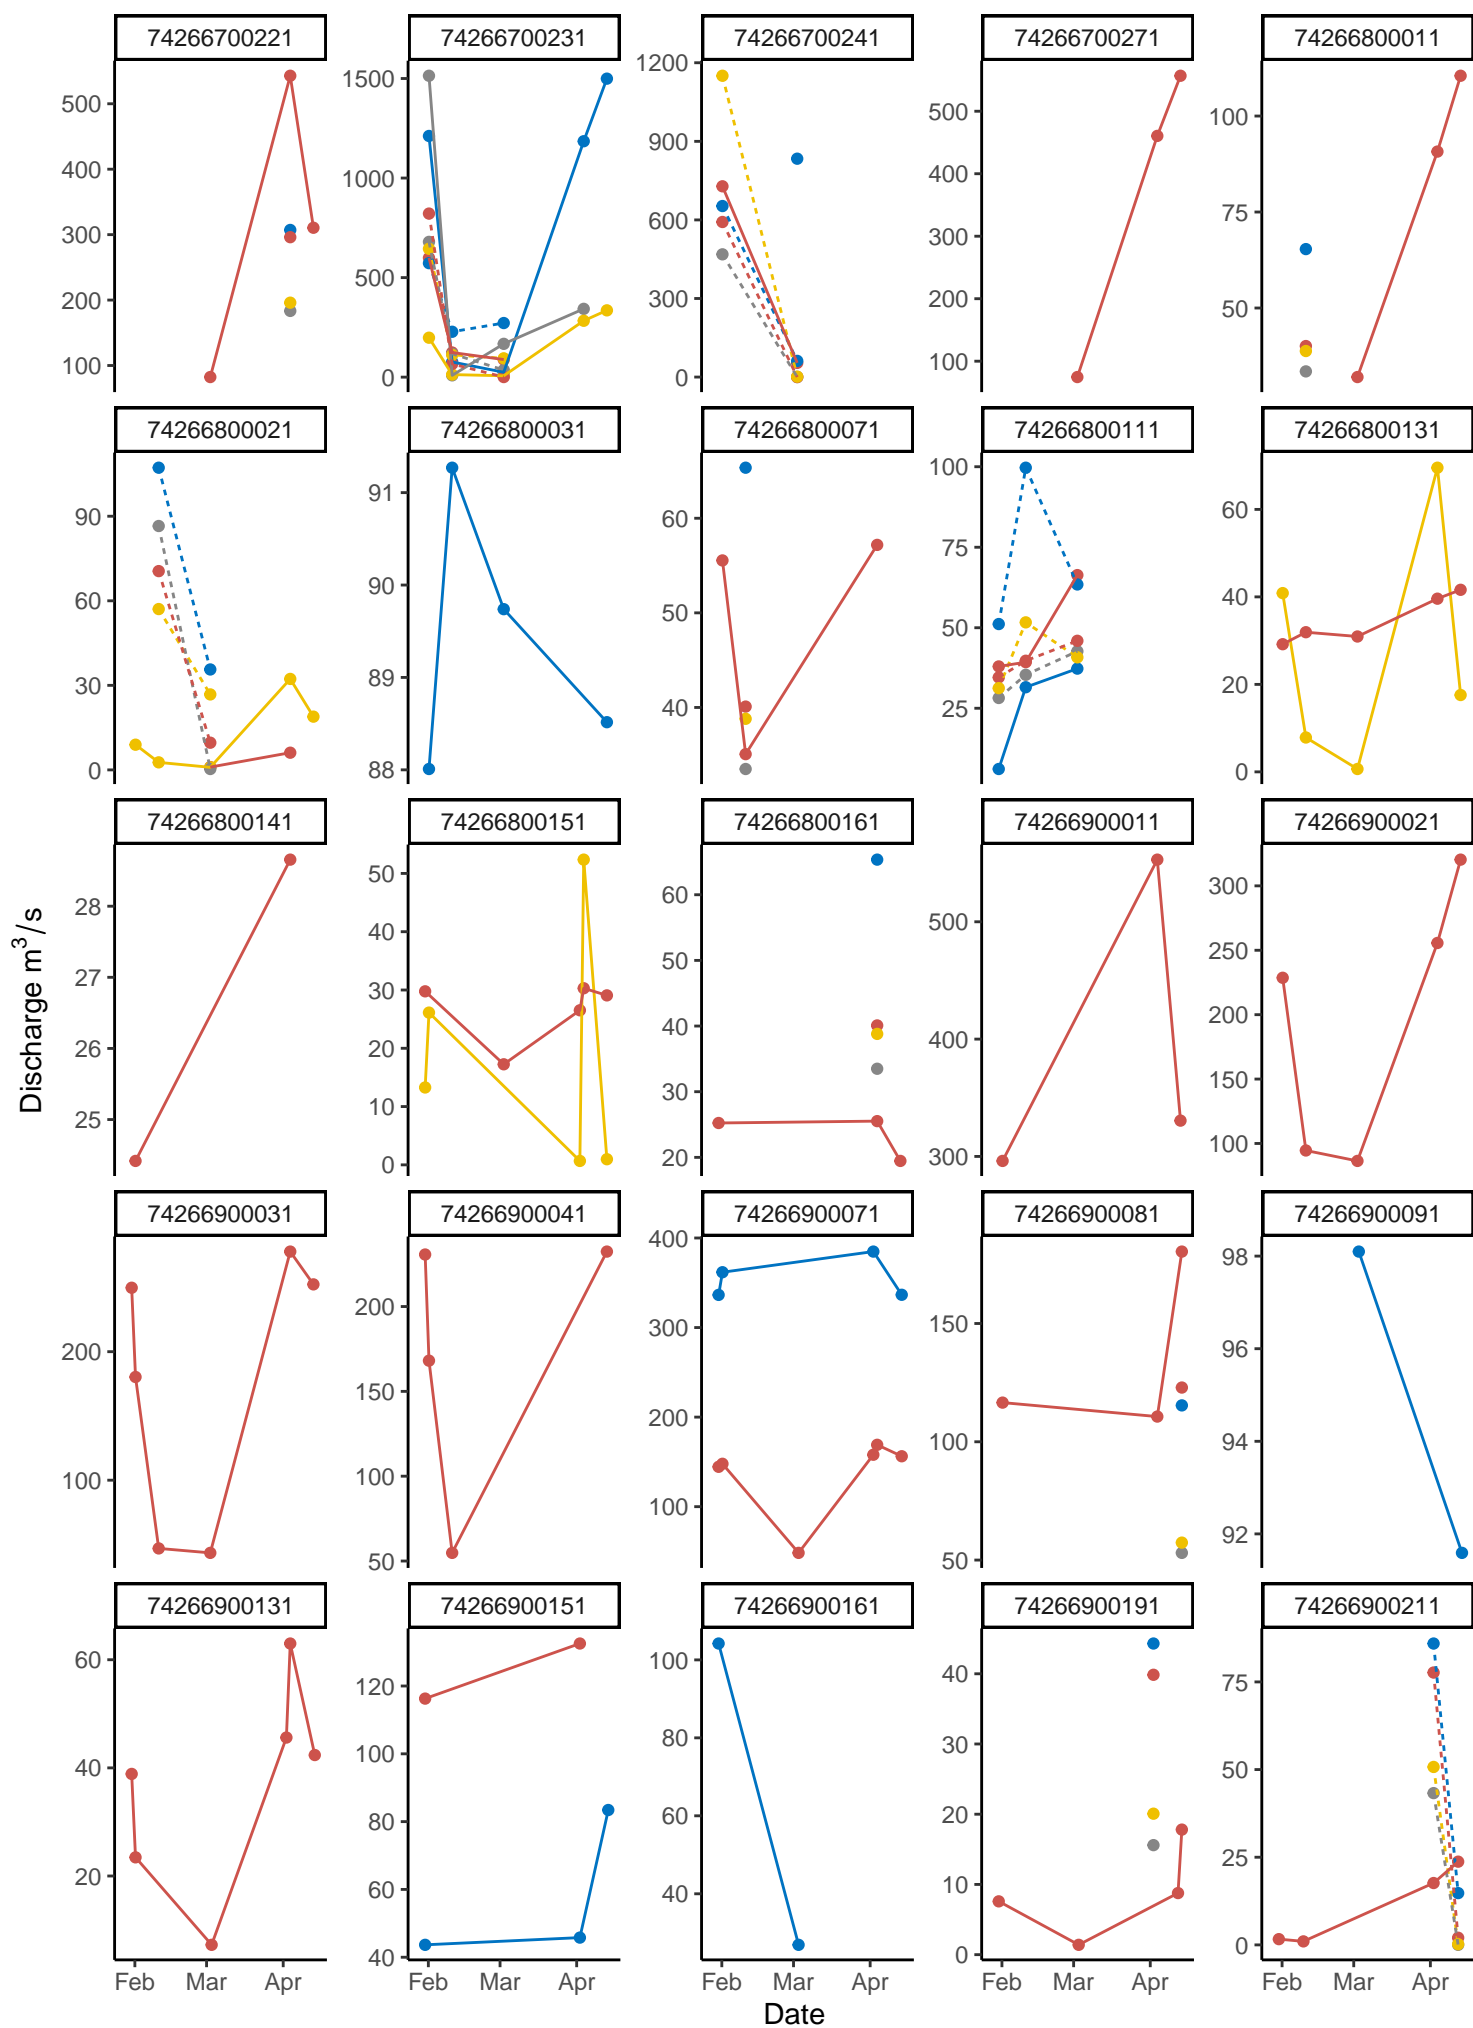 74266700221 74266700231 74266700241 74266700271 74266800011
500 400 300 200 100
1500 1000 500 0
1200 900 600 300 0
500 400 300 200 100
100 75 50
74266800021 74266800031 74266800071 74266800111 74266800131
90 60 30 0
91 90 89 88
60 50 40
100 75 50 25
60 40 20 0
74266800141 74266800151 74266800161 74266900011 74266900021
28 27 26 25
50 40 30 20 10 0
60 50 40 30 20
500 400 300
300 250 200 150 100
Discharge m³/s
74266900031 74266900041 74266900071 74266900081 74266900091
200 100
200 150 100 50
400 300 200 100
150 100 50
98 96 94 92
74266900131 74266900151 74266900161 74266900191 74266900211
60 40 20
120 100 80 60 40
100 80 60 40
40 30 20 10 0
75 50 25 0
Feb Mar Apr Feb Mar Apr Feb Mar Apr Feb Mar Apr Feb Mar Apr
Date